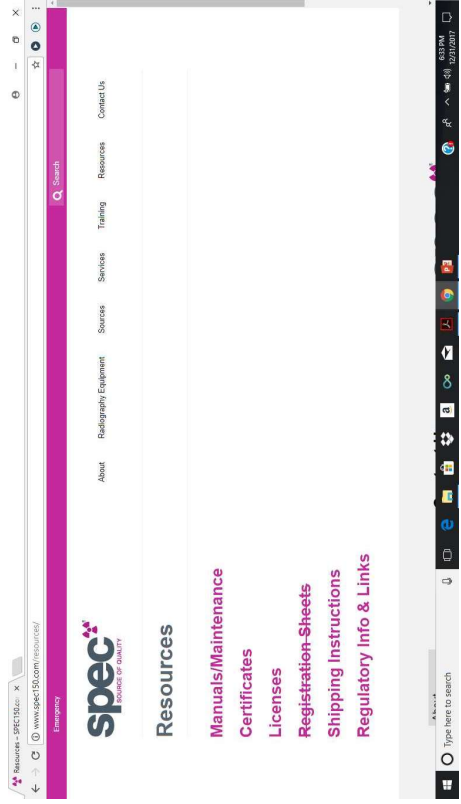 Resources – SPEC150.co
www.spec150.com/resources/
Emergency
Search
spec
SOURCE OF QUALITY
About Radiography Equipment Sources Services Training Resources Contact Us
Resources
Manuals/Maintenance
Certificates
Licenses
Registration Sheets
Shipping Instructions
Regulatory Info & Links
Type here to search
6:33 PM
12/31/2017